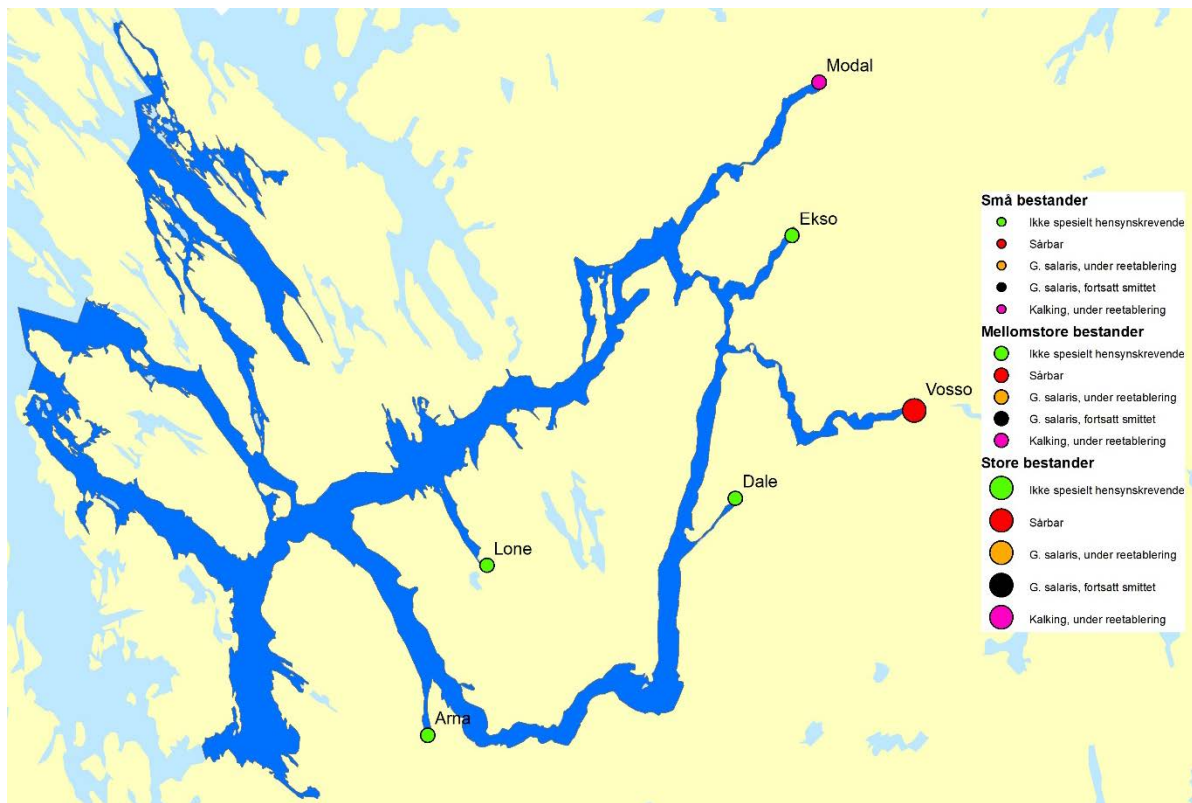 Modal
Ekso
Vosso
Dale
Lone
Arna
Små bestander
Ikke spesielt hensynskrevende
Sårbar
G. salaris, under reetablering
G. salaris, fortsatt smittet
Kalking, under reetablering
Mellomstore bestander
Ikke spesielt hensynskrevende
Sårbar
G. salaris, under reetablering
G. salaris, fortsatt smittet
Kalking, under reetablering
Store bestander
Ikke spesielt hensynskrevende
Sårbar
G. salaris, under reetablering
G. salaris, fortsatt smittet
Kalking, under reetablering